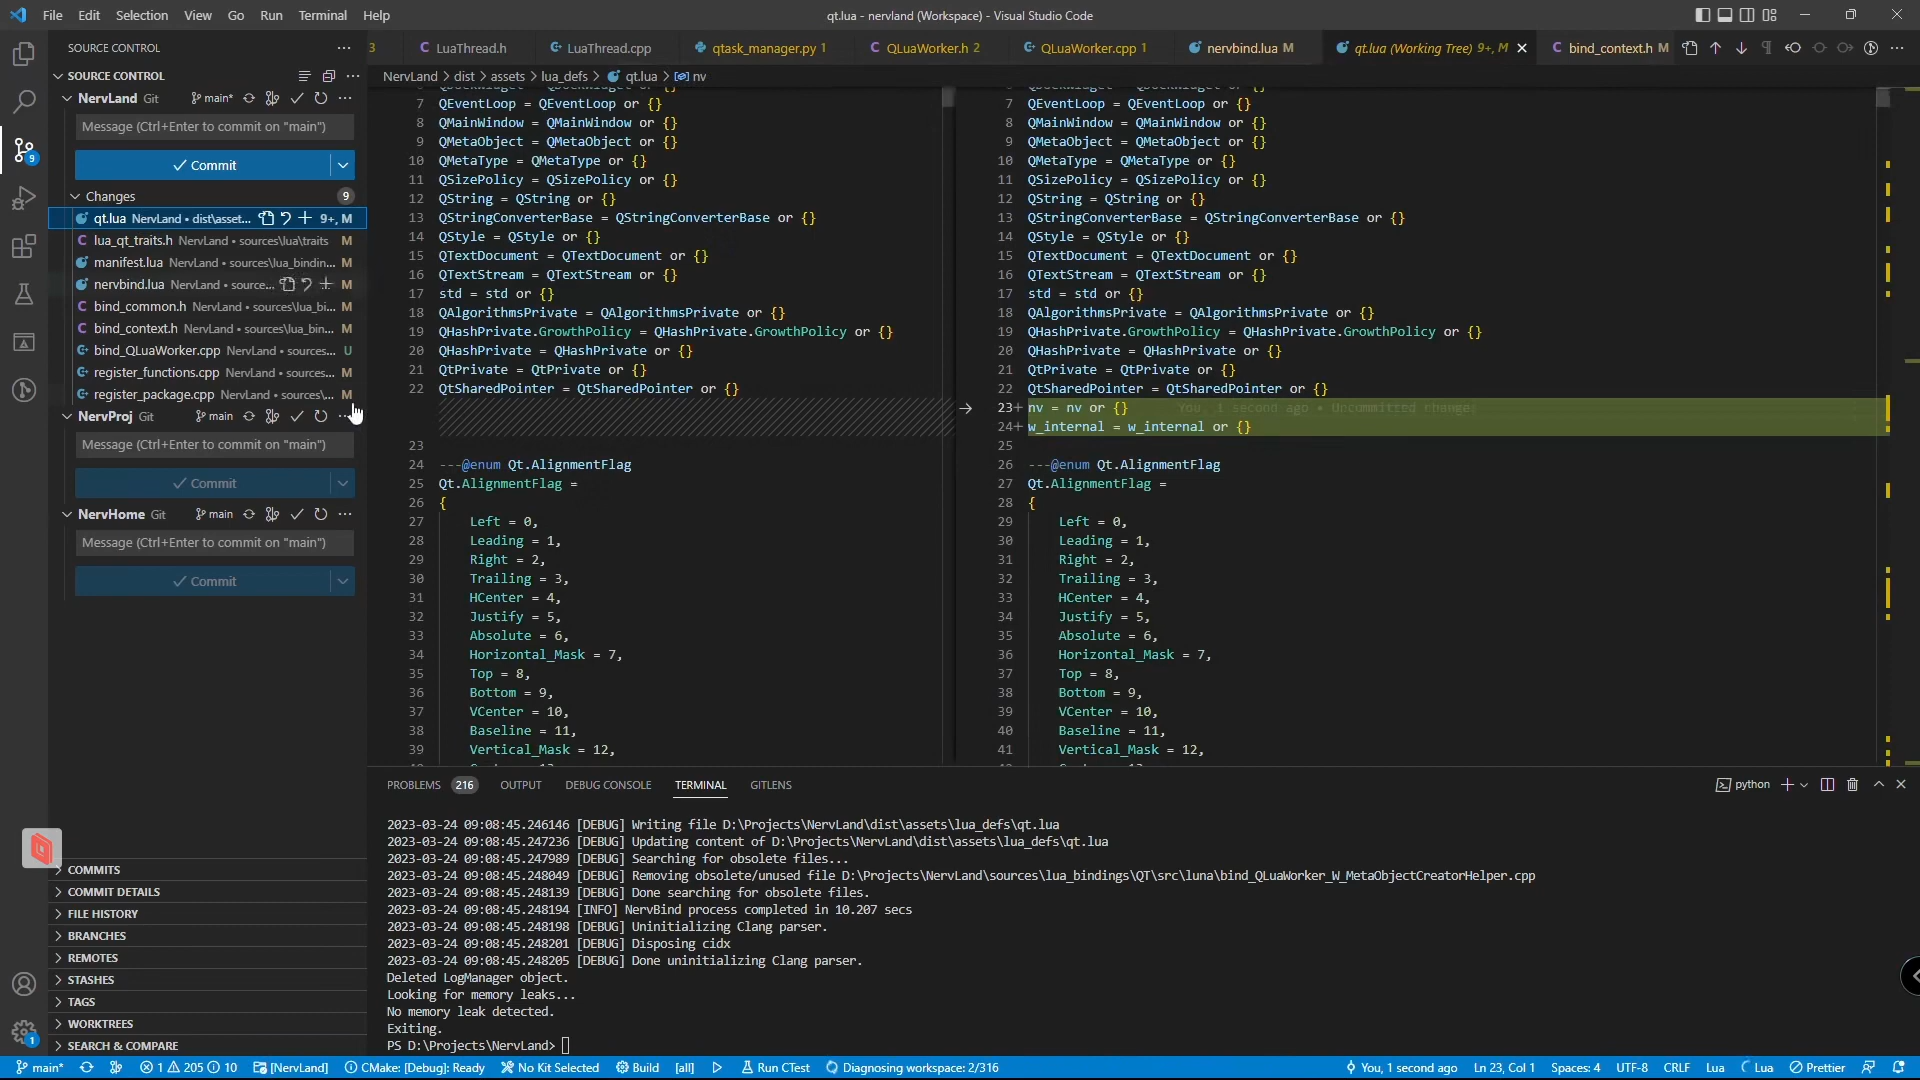 File Edit Selection View Go Run Terminal Help
qt.lua - nervland (Workspace) - Visual Studio Code
SOURCE CONTROL
SOURCE CONTROL
NervLand Git main*
Message (Ctrl+Enter to commit on "main")
Commit
Changes 9
qt.lua NervLand • dist\asset... 9+, M
lua_qt_traits.h NervLand • sources\lua\traits M
manifest.lua NervLand • sources\lua_bindin... M
nervbind.lua NervLand • source... M
bind_common.h NervLand • sources\lua_bi... M
bind_context.h NervLand • sources\lua_bin... M
bind_QLuaWorker.cpp NervLand • sources... U
register_functions.cpp NervLand • sources... M
register_package.cpp NervLand • sources\... M
NervProj Git main
Message (Ctrl+Enter to commit on "main")
Commit
NervHome Git main
Message (Ctrl+Enter to commit on "main")
Commit
COMMITS
COMMIT DETAILS
FILE HISTORY
BRANCHES
REMOTES
STASHES
TAGS
WORKTREES
SEARCH & COMPARE
3 LuaThread.h LuaThread.cpp qtask_manager.py 1 QLuaWorker.h 2 QLuaWorker.cpp 1 nervbind.lua M qt.lua (Working Tree) 9+, M bind_context.h M
NervLand > dist > assets > lua_defs > qt.lua > nv
7 QEventLoop = QEventLoop or {}
8 QMainWindow = QMainWindow or {}
9 QMetaObject = QMetaObject or {}
10 QMetaType = QMetaType or {}
11 QSizePolicy = QSizePolicy or {}
12 QString = QString or {}
13 QStringConverterBase = QStringConverterBase or {}
14 QStyle = QStyle or {}
15 QTextDocument = QTextDocument or {}
16 QTextStream = QTextStream or {}
17 std = std or {}
18 QAlgorithmsPrivate = QAlgorithmsPrivate or {}
19 QHashPrivate.GrowthPolicy = QHashPrivate.GrowthPolicy or {}
20 QHashPrivate = QHashPrivate or {}
21 QtPrivate = QtPrivate or {}
22 QtSharedPointer = QtSharedPointer or {}
23
24 ---@enum Qt.AlignmentFlag
25 Qt.AlignmentFlag =
26 {
27 Left = 0,
28 Leading = 1,
29 Right = 2,
30 Trailing = 3,
31 HCenter = 4,
32 Justify = 5,
33 Absolute = 6,
34 Horizontal_Mask = 7,
35 Top = 8,
36 Bottom = 9,
37 VCenter = 10,
38 Baseline = 11,
39 Vertical_Mask = 12,
7 QEventLoop = QEventLoop or {}
8 QMainWindow = QMainWindow or {}
9 QMetaObject = QMetaObject or {}
10 QMetaType = QMetaType or {}
11 QSizePolicy = QSizePolicy or {}
12 QString = QString or {}
13 QStringConverterBase = QStringConverterBase or {}
14 QStyle = QStyle or {}
15 QTextDocument = QTextDocument or {}
16 QTextStream = QTextStream or {}
17 std = std or {}
18 QAlgorithmsPrivate = QAlgorithmsPrivate or {}
19 QHashPrivate.GrowthPolicy = QHashPrivate.GrowthPolicy or {}
20 QHashPrivate = QHashPrivate or {}
21 QtPrivate = QtPrivate or {}
22 QtSharedPointer = QtSharedPointer or {}
23+ nv = nv or {} You, 1 second ago • Uncommitted changes
24+ w_internal = w_internal or {}
25
26 ---@enum Qt.AlignmentFlag
27 Qt.AlignmentFlag =
28 {
29 Left = 0,
30 Leading = 1,
31 Right = 2,
32 Trailing = 3,
33 HCenter = 4,
34 Justify = 5,
35 Absolute = 6,
36 Horizontal_Mask = 7,
37 Top = 8,
38 Bottom = 9,
39 VCenter = 10,
40 Baseline = 11,
41 Vertical_Mask = 12,
PROBLEMS 216 OUTPUT DEBUG CONSOLE TERMINAL GITLENS python
2023-03-24 09:08:45.246146 [DEBUG] Writing file D:\Projects\NervLand\dist\assets\lua_defs\qt.lua
2023-03-24 09:08:45.247236 [DEBUG] Updating content of D:\Projects\NervLand\dist\assets\lua_defs\qt.lua
2023-03-24 09:08:45.247989 [DEBUG] Searching for obsolete files...
2023-03-24 09:08:45.248049 [DEBUG] Removing obsolete/unused file D:\Projects\NervLand\sources\lua_bindings\QT\src\luna\bind_QLuaWorker_W_MetaObjectCreatorHelper.cpp
2023-03-24 09:08:45.248139 [DEBUG] Done searching for obsolete files.
2023-03-24 09:08:45.248194 [INFO] NervBind process completed in 10.207 secs
2023-03-24 09:08:45.248198 [DEBUG] Uninitializing Clang parser.
2023-03-24 09:08:45.248201 [DEBUG] Disposing cidx
2023-03-24 09:08:45.248205 [DEBUG] Done uninitializing Clang parser.
Deleted LogManager object.
Looking for memory leaks...
No memory leak detected.
Exiting.
PS D:\Projects\NervLand>
main* 1 205 10 [NervLand] CMake: [Debug]: Ready No Kit Selected Build [all] Run CTest Diagnosing workspace: 2/316 You, 1 second ago Ln 23, Col 1 Spaces: 4 UTF-8 CRLF Lua Lua Prettier